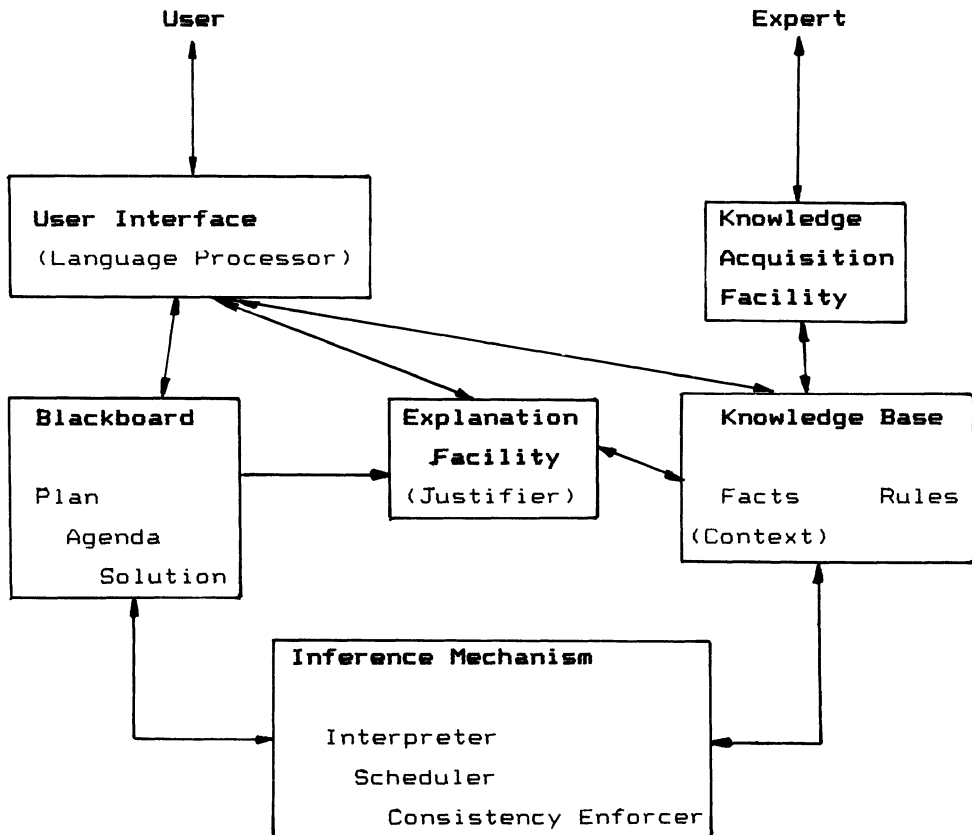 User
Expert
User Interface
(Language Processor)
Knowledge
Acquisition
Facility
Blackboard
Plan
Agenda
Solution
Explanation
Facility
(Justifier)
Knowledge Base
Facts Rules
(Context)
Inference Mechanism
Interpreter
Scheduler
Consistency Enforcer